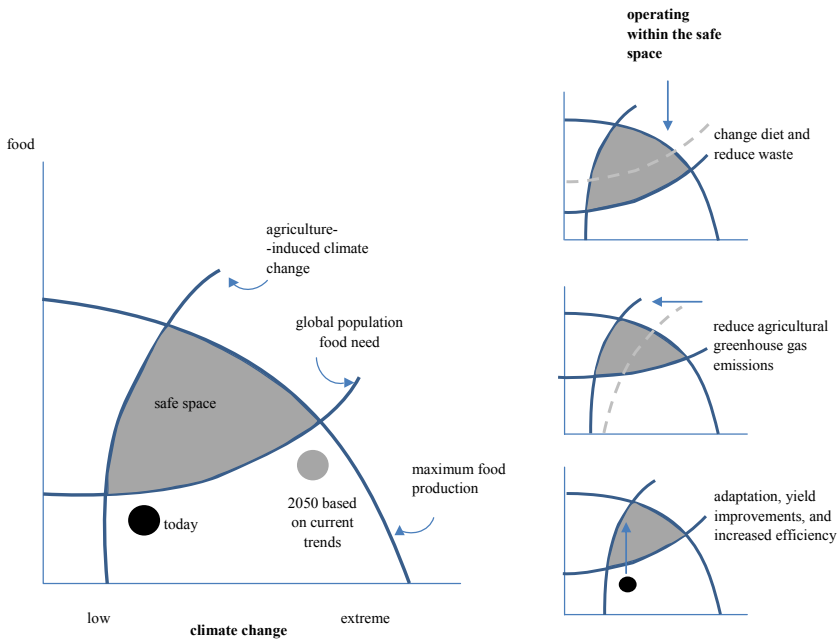 food
agriculture-
-induced climate
change
global population
food need
safe space
maximum food
production
2050 based
on current
trends
today
low
extreme
climate change
operating
within the safe
space
change diet and
reduce waste
reduce agricultural
greenhouse gas
emissions
adaptation, yield
improvements, and
increased efficiency